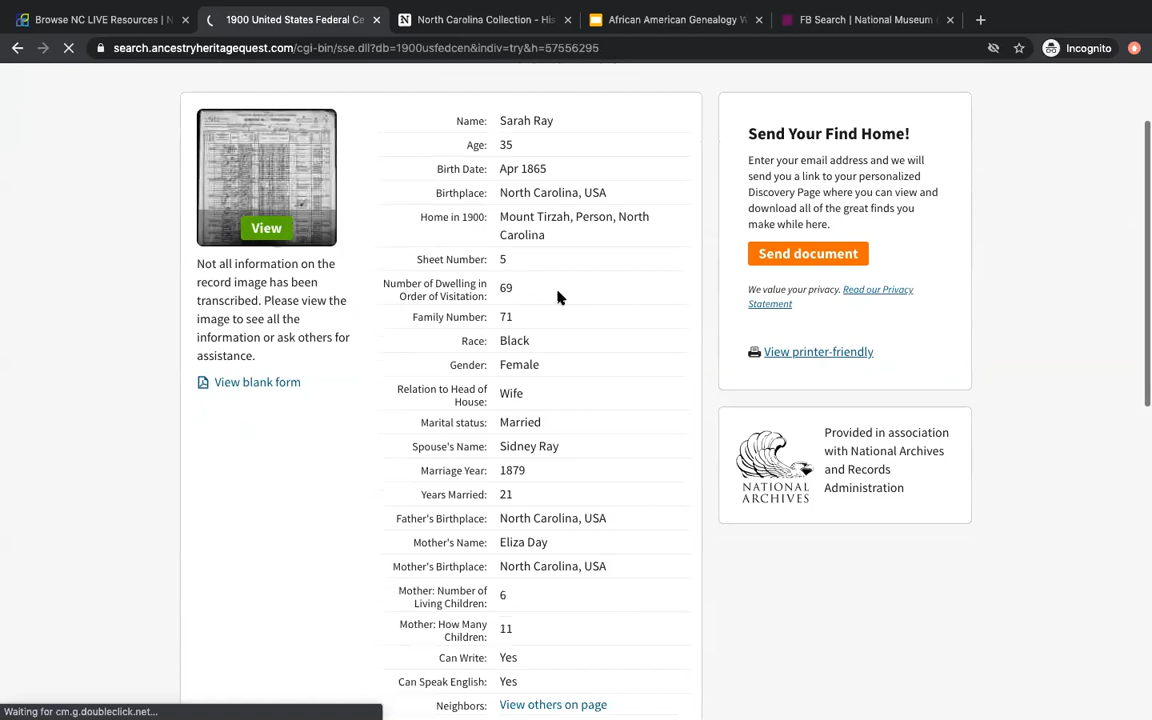 Browse NC LIVE Resources | N
1900 United States Federal Ce
North Carolina Collection - His
African American Genealogy W
FB Search | National Museum
search.ancestryheritagequest.com/cgi-bin/sse.dll?db=1900usfedcen&indiv=try&h=57556295
Incognito
View
Not all information on the
record image has been
transcribed. Please view the
image to see all the
information or ask others for
assistance.
View blank form
Name: Sarah Ray
Age: 35
Birth Date: Apr 1865
Birthplace: North Carolina, USA
Home in 1900: Mount Tirzah, Person, North
Carolina
Sheet Number: 5
Number of Dwelling in
Order of Visitation: 69
Family Number: 71
Race: Black
Gender: Female
Relation to Head of
House: Wife
Marital status: Married
Spouse's Name: Sidney Ray
Marriage Year: 1879
Years Married: 21
Father's Birthplace: North Carolina, USA
Mother's Name: Eliza Day
Mother's Birthplace: North Carolina, USA
Mother: Number of
Living Children: 6
Mother: How Many
Children: 11
Can Write: Yes
Can Speak English: Yes
Neighbors: View others on page
Send Your Find Home!
Enter your email address and we will
send you a link to your personalized
Discovery Page where you can view and
download all of the great finds you
make while here.
Send document
We value your privacy. Read our Privacy
Statement
View printer-friendly
NATIONAL
ARCHIVES
Provided in association
with National Archives
and Records
Administration
Waiting for cm.g.doubleclick.net...